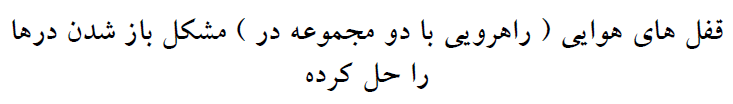 قفل های هوایی ( راهرویی با دو مجموعه در ) مشکل باز شدن درها
را حل کرده